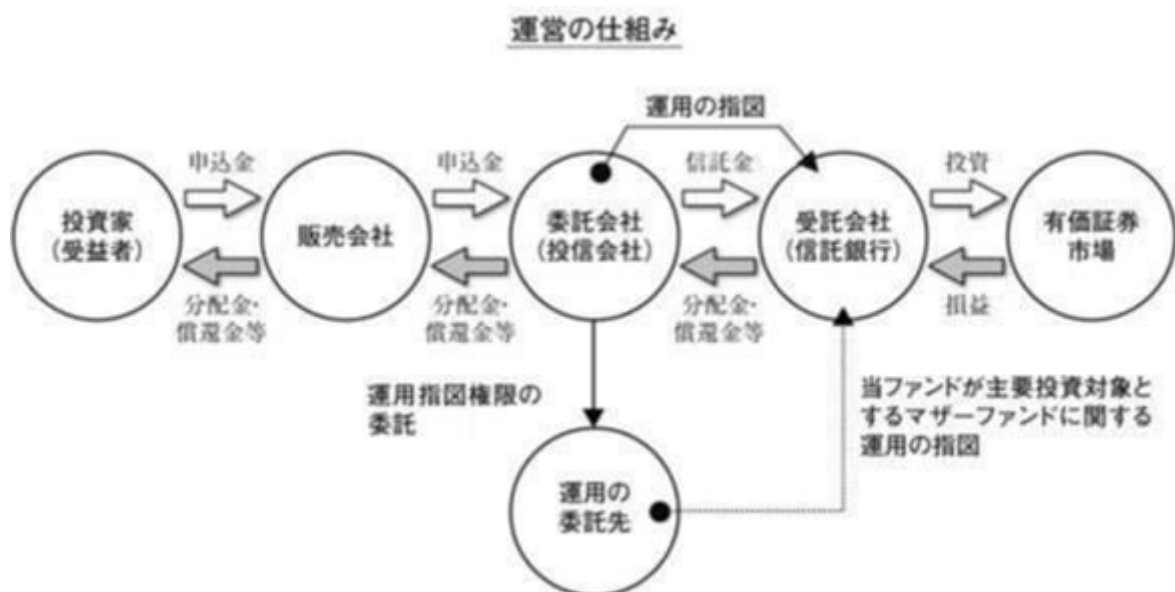 運営の仕組み
運用の指図
申込金
申込金
信託金
投資
投資家
(受益者)
販売会社
委託会社
(投信会社)
受託会社
(信託銀行)
有価証券
市場
分配金・
償還金等
分配金・
償還金等
分配金・
償還金等
損益
運用指図権限の
委託
当ファンドが主要投資対象と
するマザーファンドに関する
運用の指図
運用の
委託先